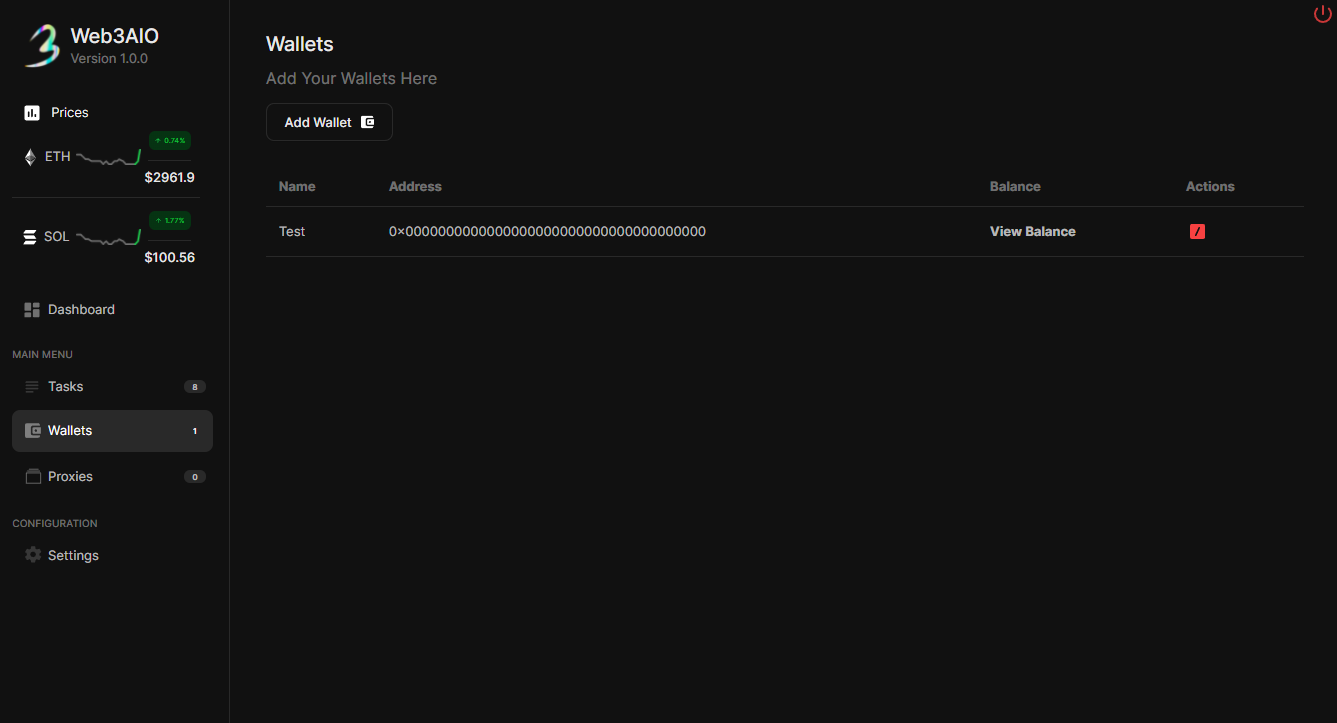 Web3AIO
Version 1.0.0
Prices
↑ 0.74%
ETH
$2961.9
↑ 1.77%
SOL
$100.56
Dashboard
MAIN MENU
Tasks 8
Wallets 1
Proxies 0
CONFIGURATION
Settings
Wallets
Add Your Wallets Here
Add Wallet
Name Address Balance Actions
Test 0×00000000000000000000000000000000000000 View Balance /